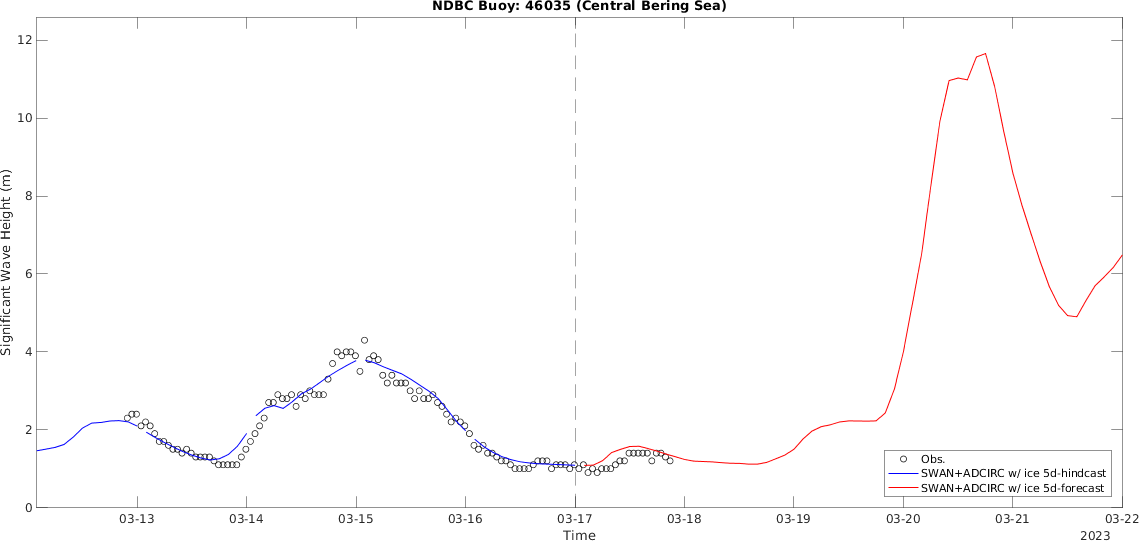 NDBC Buoy: 46035 (Central Bering Sea)
12
10
8
6
4
2
0
Significant Wave Height (m)
Obs.
SWAN+ADCIRC w/ ice 5d-hindcast
SWAN+ADCIRC w/ ice 5d-forecast
03-13 03-14 03-15 03-16 03-17 03-18 03-19 03-20 03-21 03-22
Time
2023